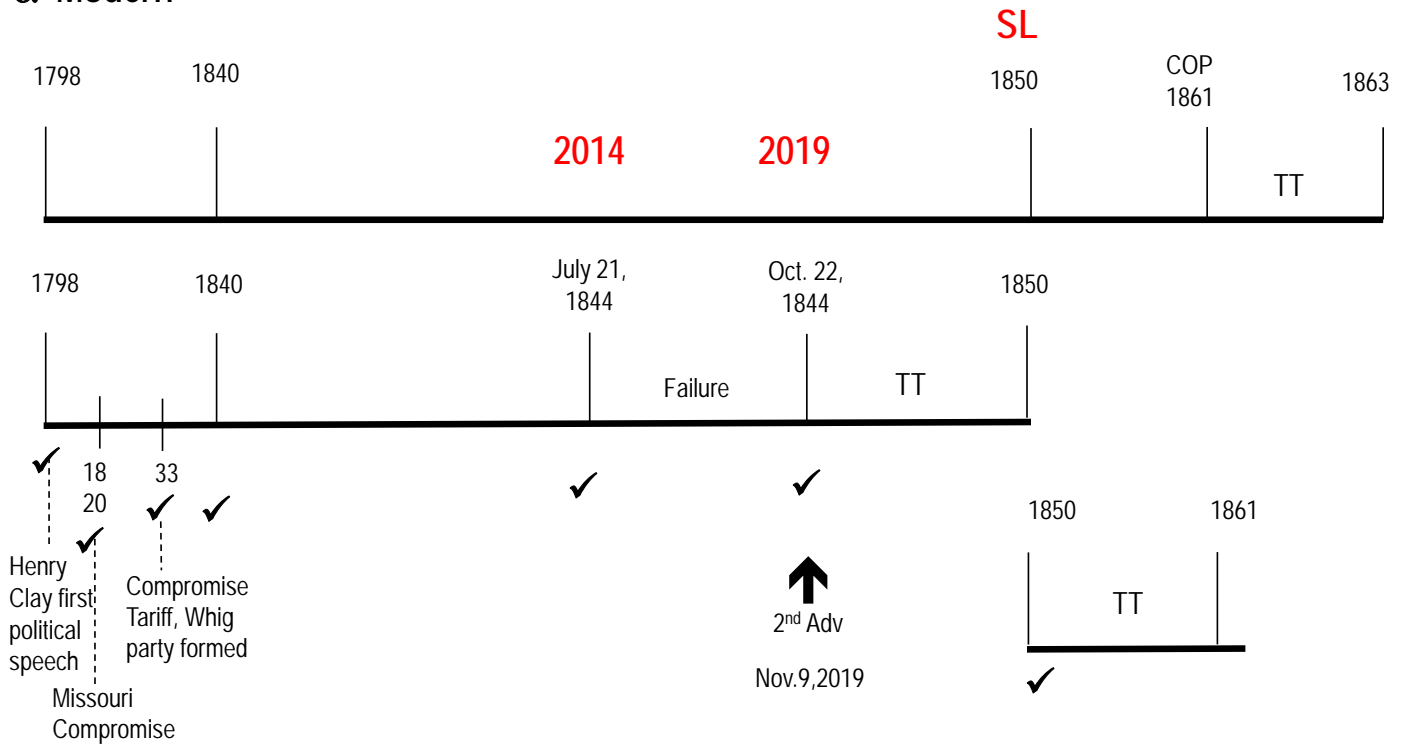 SL
1798
1840
1850
COP
1861
1863
2014
2019
TT
1798
1840
July 21,
1844
Oct. 22,
1844
1850
Failure
TT
18
20
33
1850
1861
Henry
Clay first
political
speech
Compromise
Tariff, Whig
party formed
2nd Adv
TT
Nov.9,2019
Missouri
Compromise